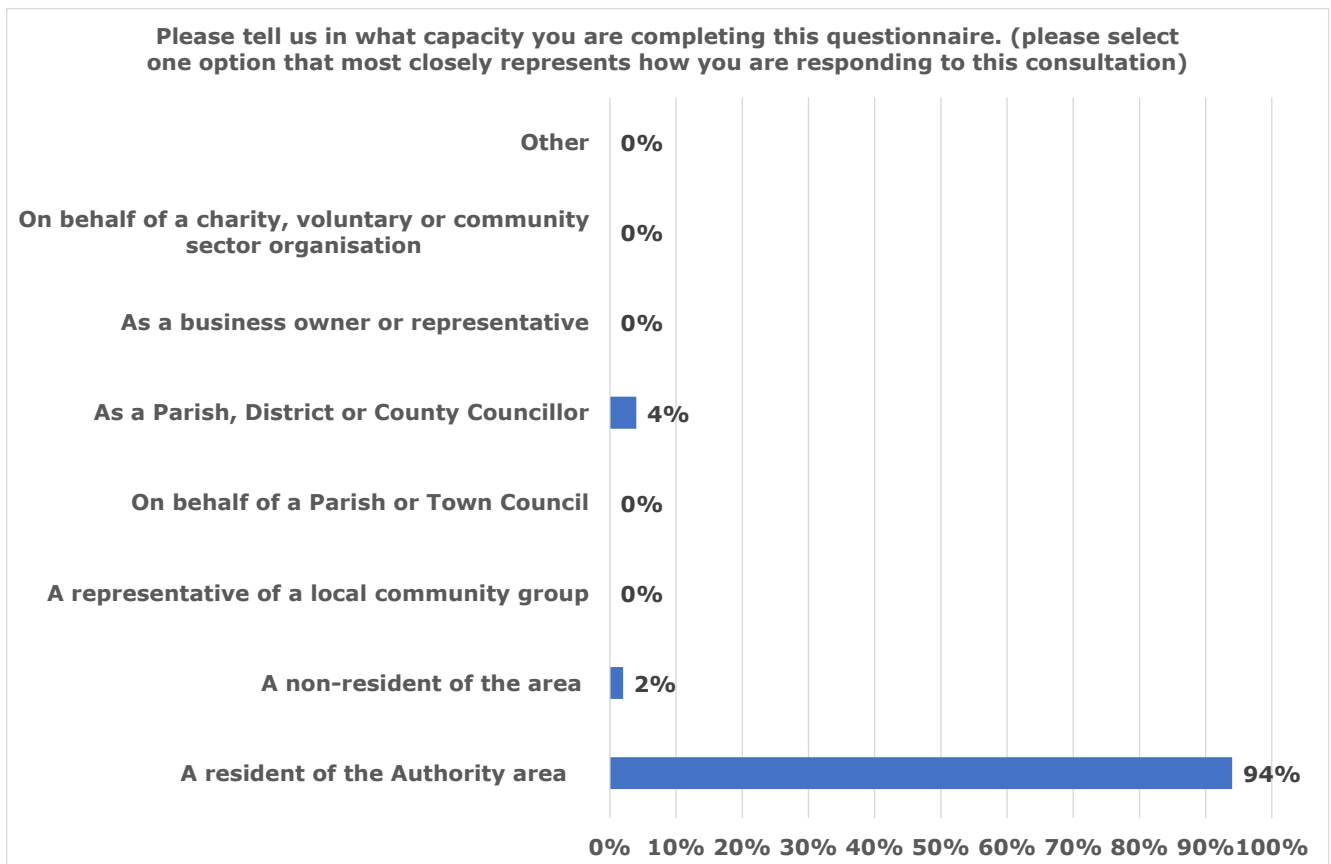 Please tell us in what capacity you are completing this questionnaire. (please select
one option that most closely represents how you are responding to this consultation)
Other 0%
On behalf of a charity, voluntary or community
sector organisation 0%
As a business owner or representative 0%
As a Parish, District or County Councillor 4%
On behalf of a Parish or Town Council 0%
A representative of a local community group 0%
A non-resident of the area 2%
A resident of the Authority area 94%
0% 10% 20% 30% 40% 50% 60% 70% 80% 90% 100%